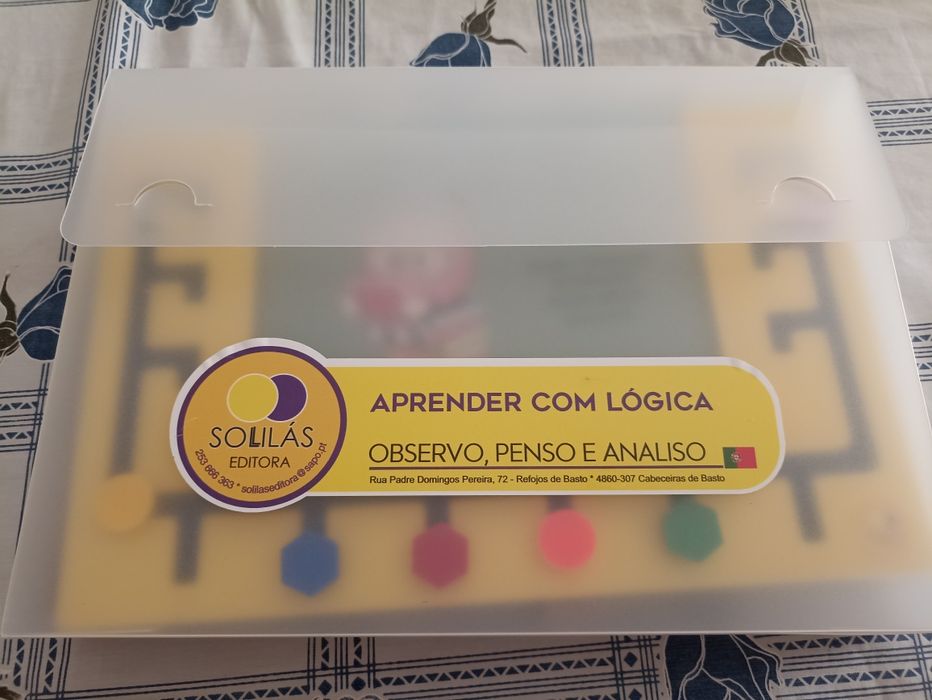 SOLILÁS
EDITORA
253 666 363 * solilaseditora@sapo.pt
APRENDER COM LÓGICA
OBSERVO, PENSO E ANALISO
Rua Padre Domingos Pereira, 72 - Refojos de Basto * 4860-307 Cabeceiras de Basto